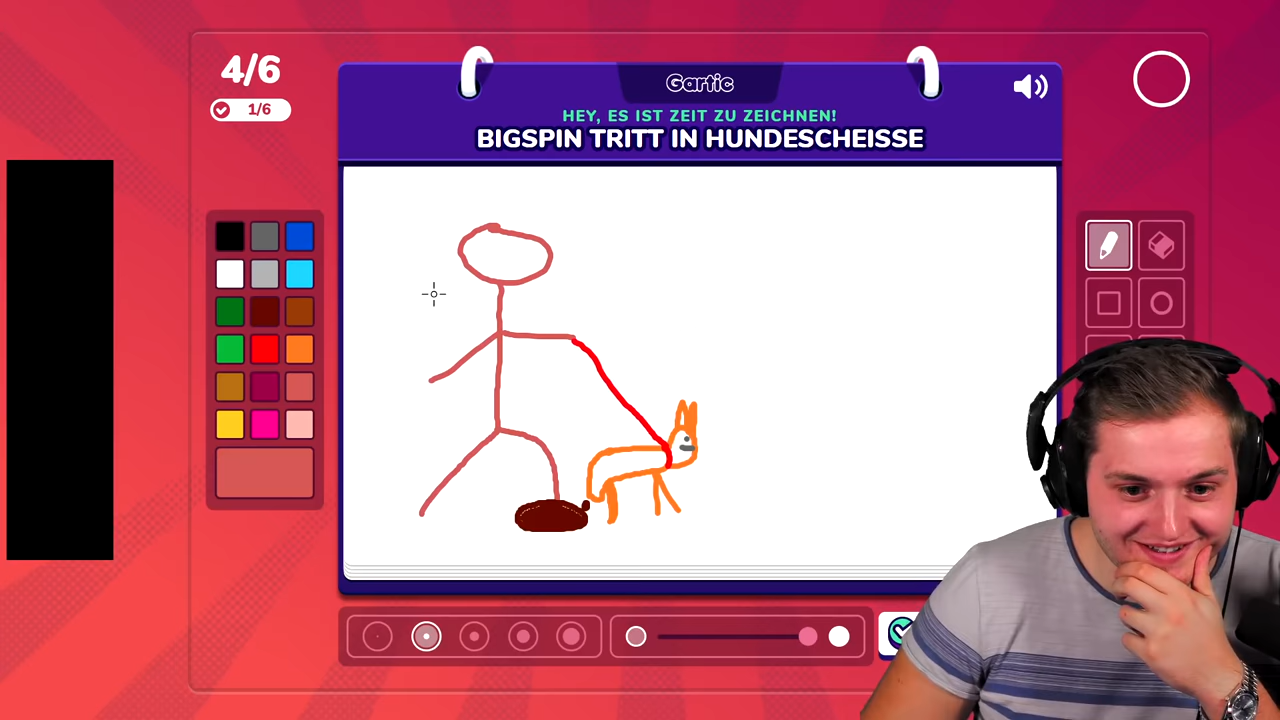 4/6
1/6
Gartic
HEY, ES IST ZEIT ZU ZEICHNEN!
BIGSPIN TRITT IN HUNDESCHEISSE